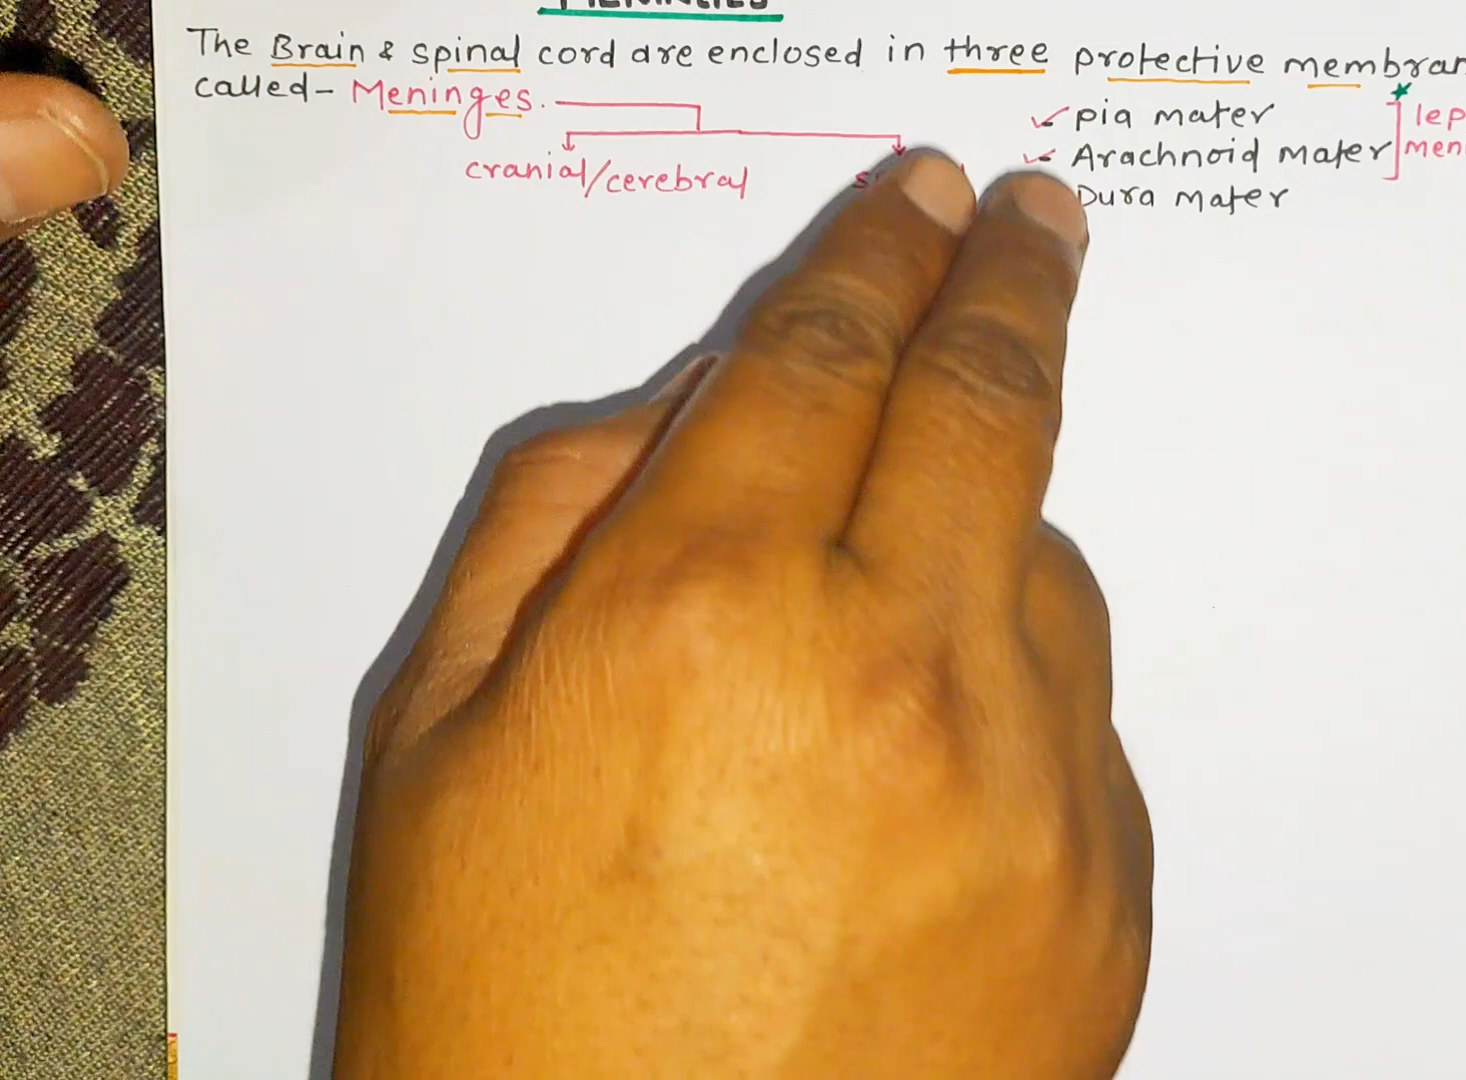 The Brain & spinal cord are enclosed in three protective
called- Meninges.
cranial/cerebral
pia mater
Arachnoid mater
Dura mater